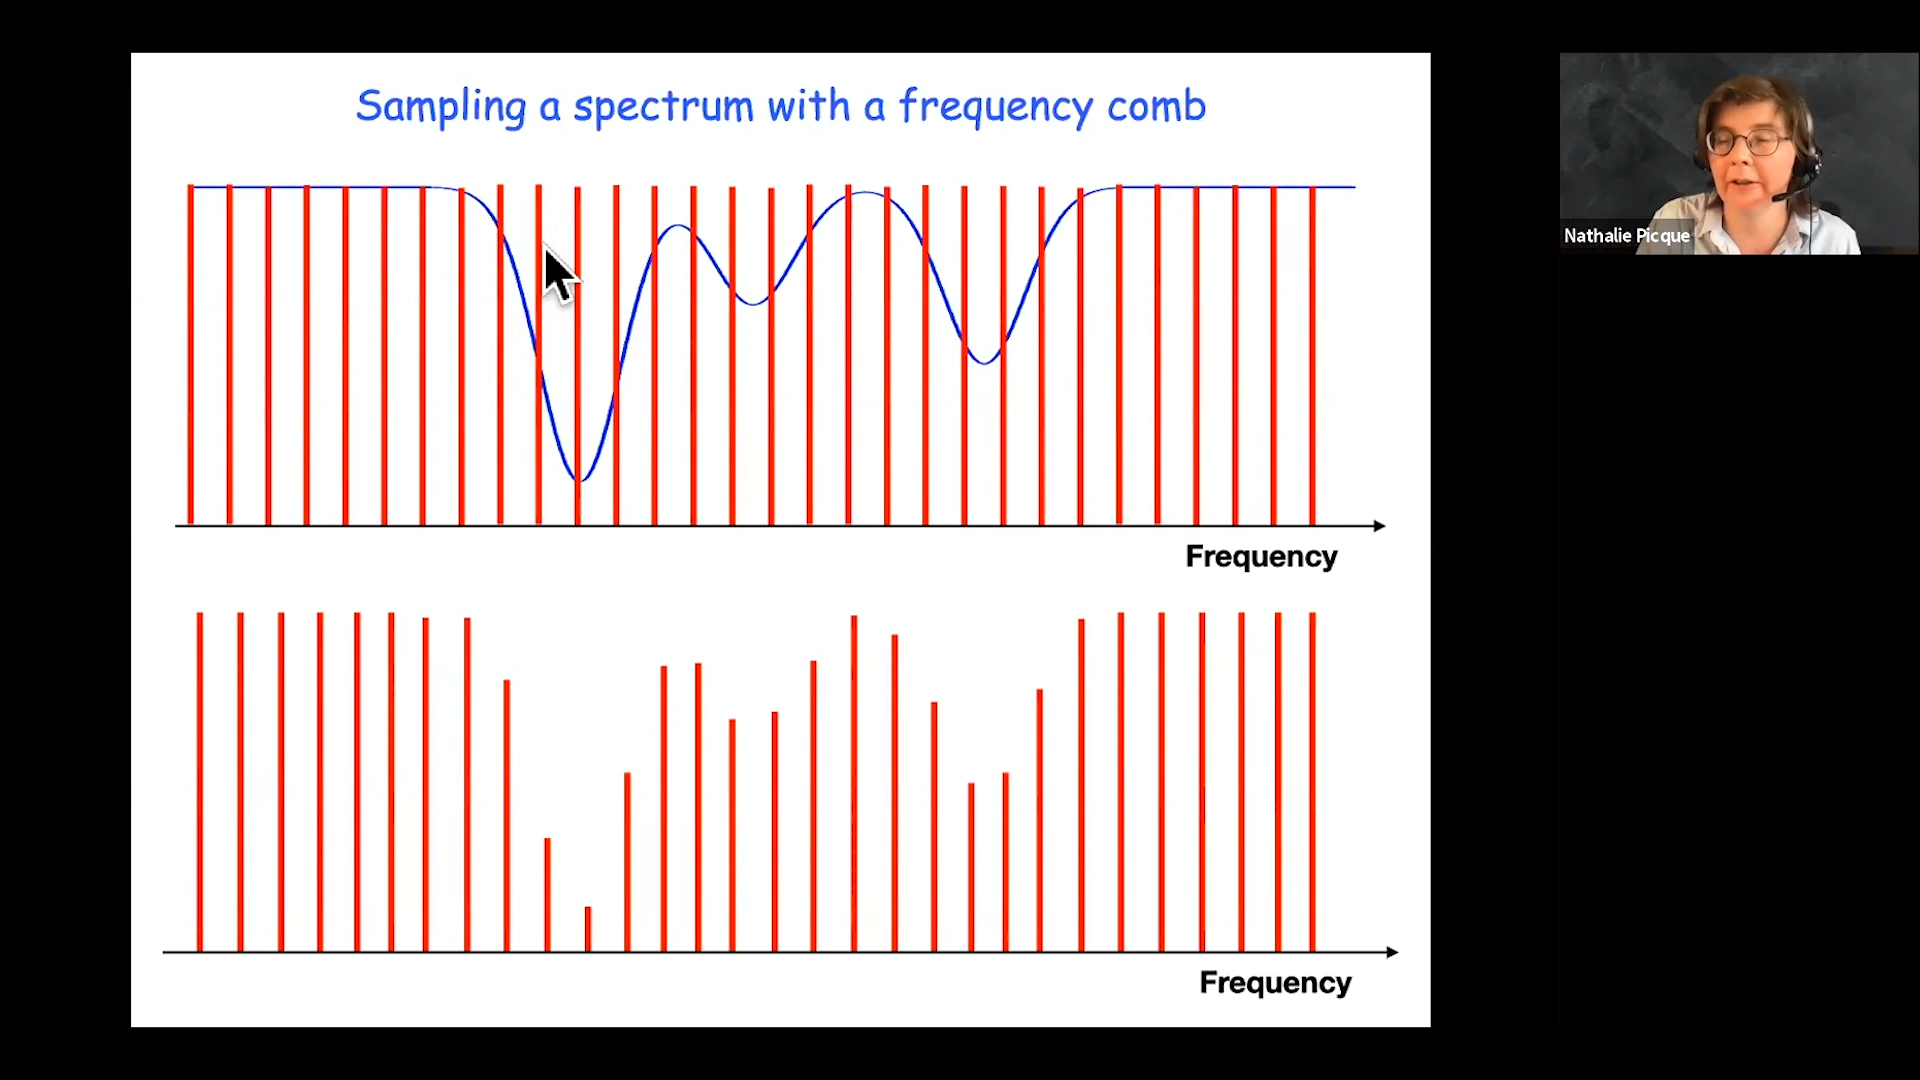 Sampling a spectrum with a frequency comb
Nathalie Picque
Frequency
Frequency